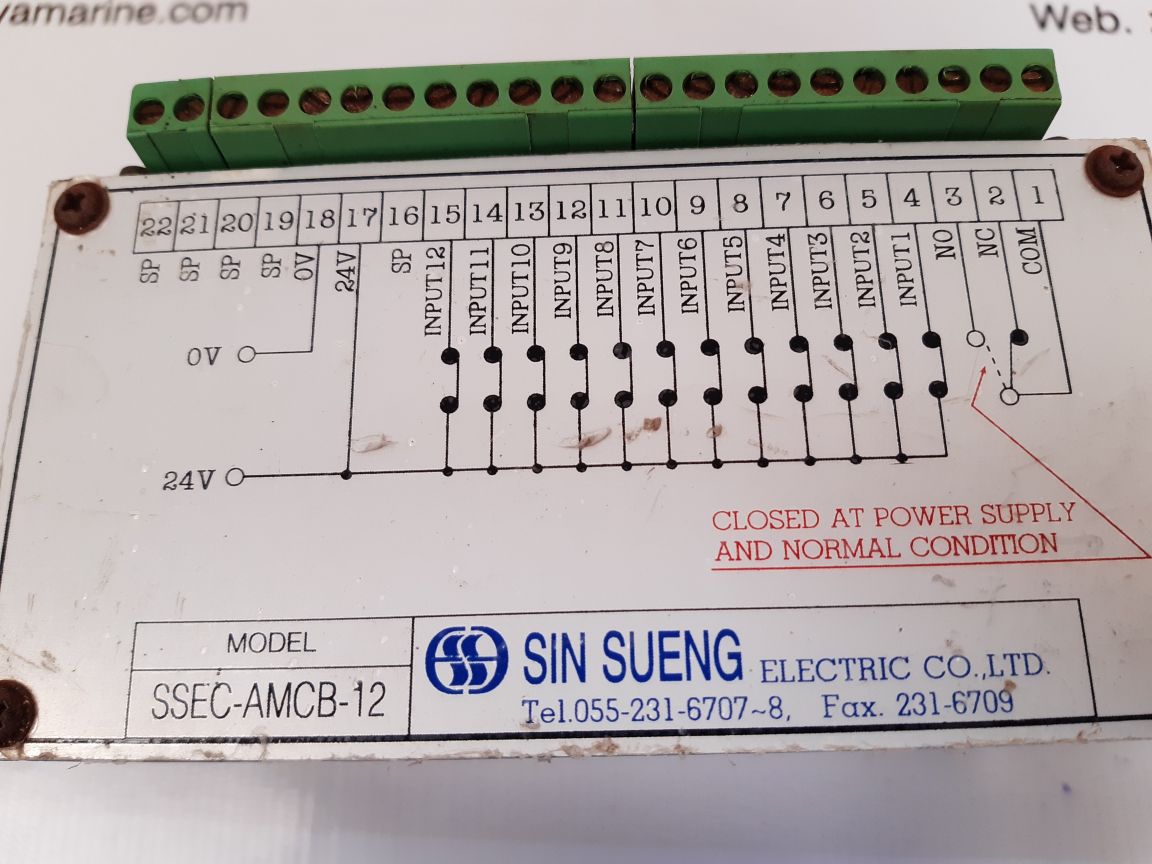 yamarine.com
Web.
22 21 20 19 18 17 16 15 14 13 12 11 10 9 8 7 6 5 4 3 2 1
SP SP SP SP 0V 24V SP INPUT12 INPUT11 INPUT10 INPUT9 INPUT8 INPUT7 INPUT6 INPUT5 INPUT4 INPUT3 INPUT2 INPUT1 NO NC COM
0V
24V
CLOSED AT POWER SUPPLY
AND NORMAL CONDITION
MODEL
SSEC-AMCB-12
SIN SUENG ELECTRIC CO.,LTD.
Tel.055-231-6707~8, Fax. 231-6709